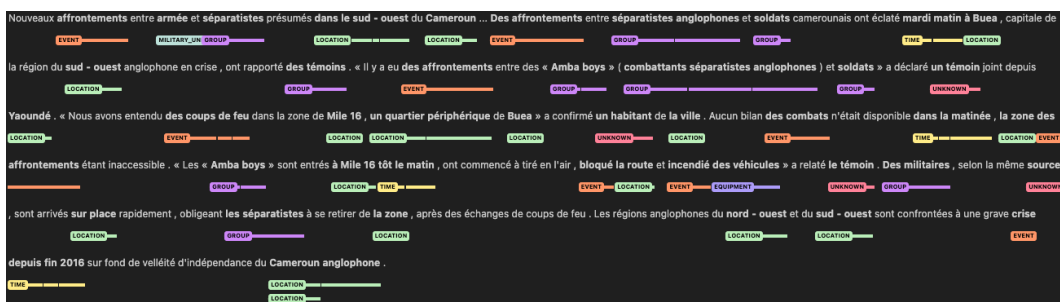 Nouveaux affrontements entre armée et séparatistes présumés dans le sud - ouest du Cameroun ... Des affrontements entre séparatistes anglophones et soldats camerounais ont éclaté mardi matin à Buea , capitale de
EVENT MILITARY_UN GROUP LOCATION LOCATION EVENT GROUP GROUP TIME LOCATION
la région du sud - ouest anglophone en crise , ont rapporté des témoins . « Il y a eu des affrontements entre des « Amba boys » ( combattants séparatistes anglophones ) et soldats » a déclaré un témoin joint depuis
LOCATION GROUP EVENT GROUP GROUP GROUP UNKNOWN
Yaoundé . « Nous avons entendu des coups de feu dans la zone de Mile 16 , un quartier périphérique de Buea » a confirmé un habitant de la ville . Aucun bilan des combats n'était disponible dans la matinée , la zone des
LOCATION EVENT LOCATION LOCATION LOCATION UNKNOWN LOCATION EVENT TIME LOCATION EVENT
affrontements étant inaccessible . « Les « Amba boys » sont entrés à Mile 16 tôt le matin , ont commencé à tiré en l'air , bloqué la route et incendié des véhicules » a relaté le témoin . Des militaires , selon la même source
GROUP LOCATION TIME EVENT LOCATION EVENT EQUIPMENT UNKNOWN GROUP UNKNOWN
, sont arrivés sur place rapidement , obligeant les séparatistes à se retirer de la zone , après des échanges de coups de feu . Les régions anglophones du nord - ouest et du sud - ouest sont confrontées à une grave crise
LOCATION GROUP LOCATION LOCATION LOCATION EVENT
depuis fin 2016 sur fond de velléité d'indépendance du Cameroun anglophone .
TIME LOCATION
LOCATION